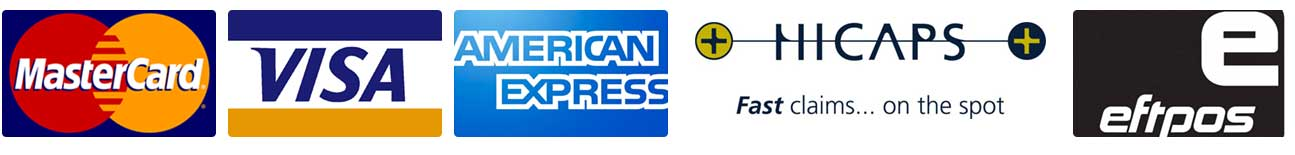 MasterCard
VISA
AMERICAN
EXPRESS
HICAPS
Fast claims... on the spot
e
eftpos